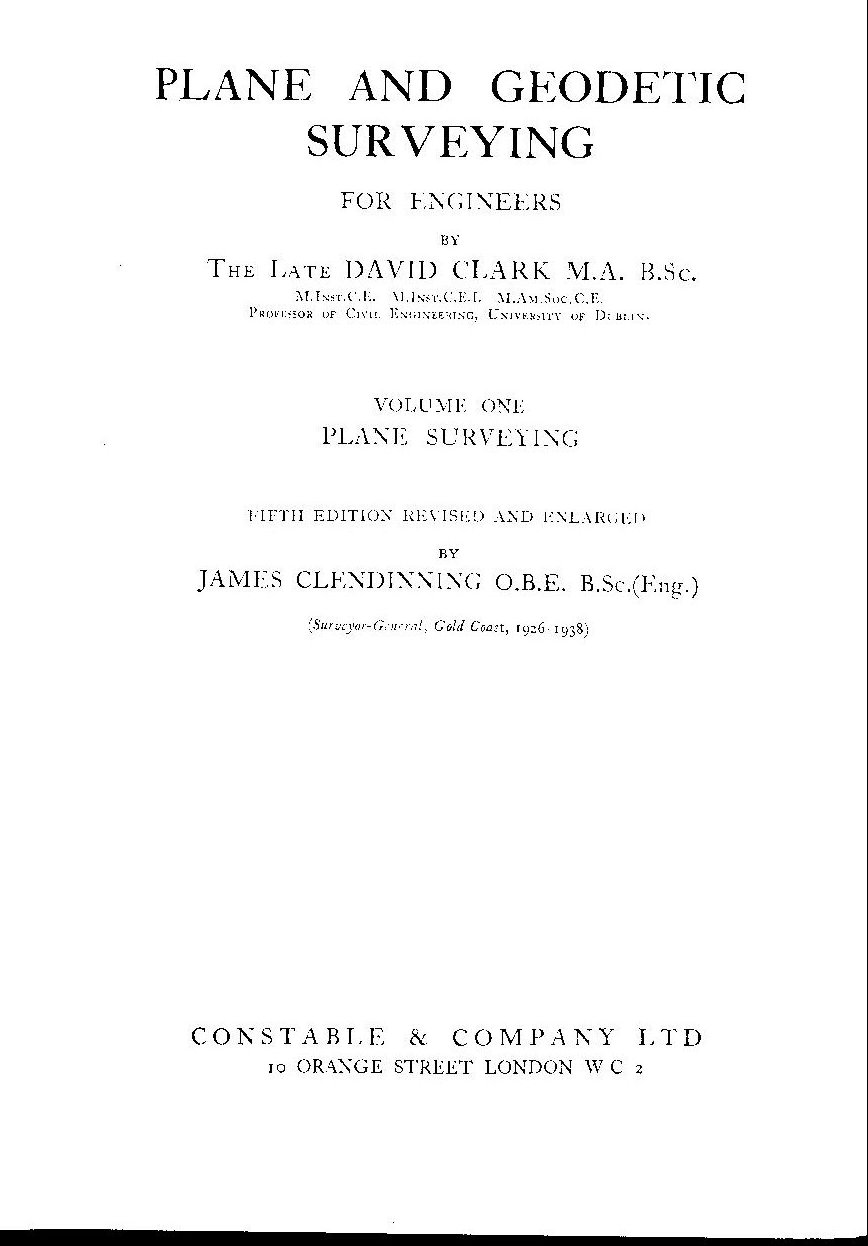 PLANE AND GEODETIC
SURVEYING
FOR ENGINEERS
BY
THE LATE DAVID CLARK M.A. B.Sc.
M.INST.C.E. M.INST.C.E.I. M.AM.SOC.C.E.
PROFESSOR OF CIVIL ENGINEERING, UNIVERSITY OF DUBLIN.
VOLUME ONE
PLANE SURVEYING
FIFTH EDITION REVISED AND ENLARGED
BY
JAMES CLENDINNING O.B.E. B.Sc.(Eng.)
(Surveyor-General, Gold Coast, 1926-1938)
CONSTABLE & COMPANY LTD
10 ORANGE STREET LONDON W C 2